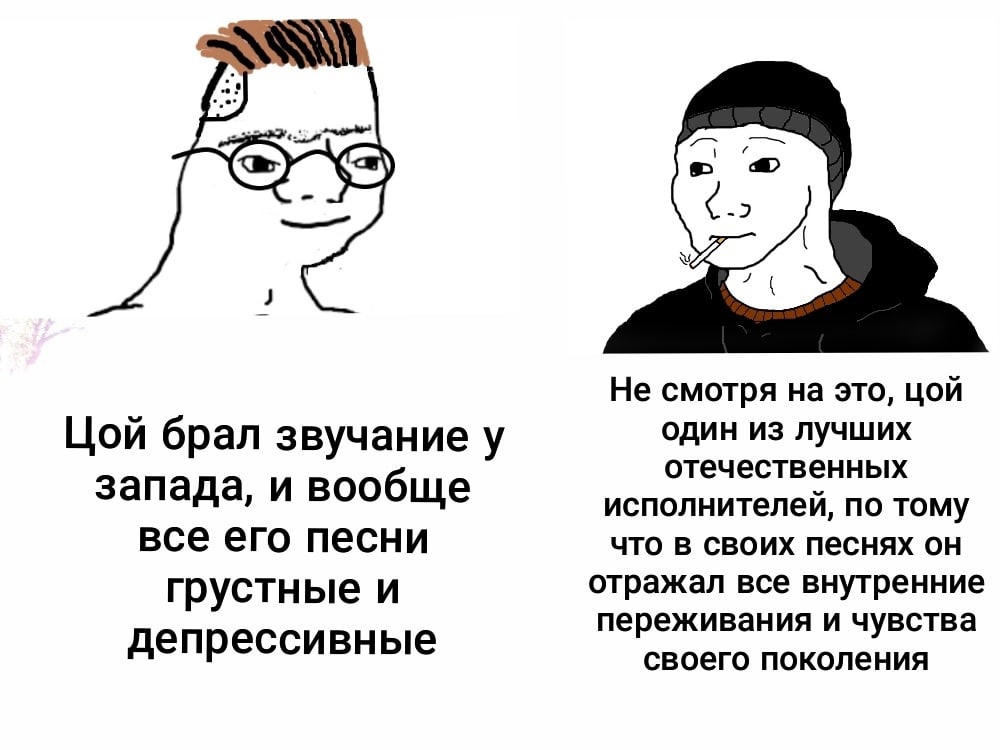 Цой брал звучание у
запада, и вообще
все его песни
грустные и
депрессивные
Не смотря на это, цой
один из лучших
отечественных
исполнителей, по тому
что в своих песнях он
отражал все внутренние
переживания и чувства
своего поколения